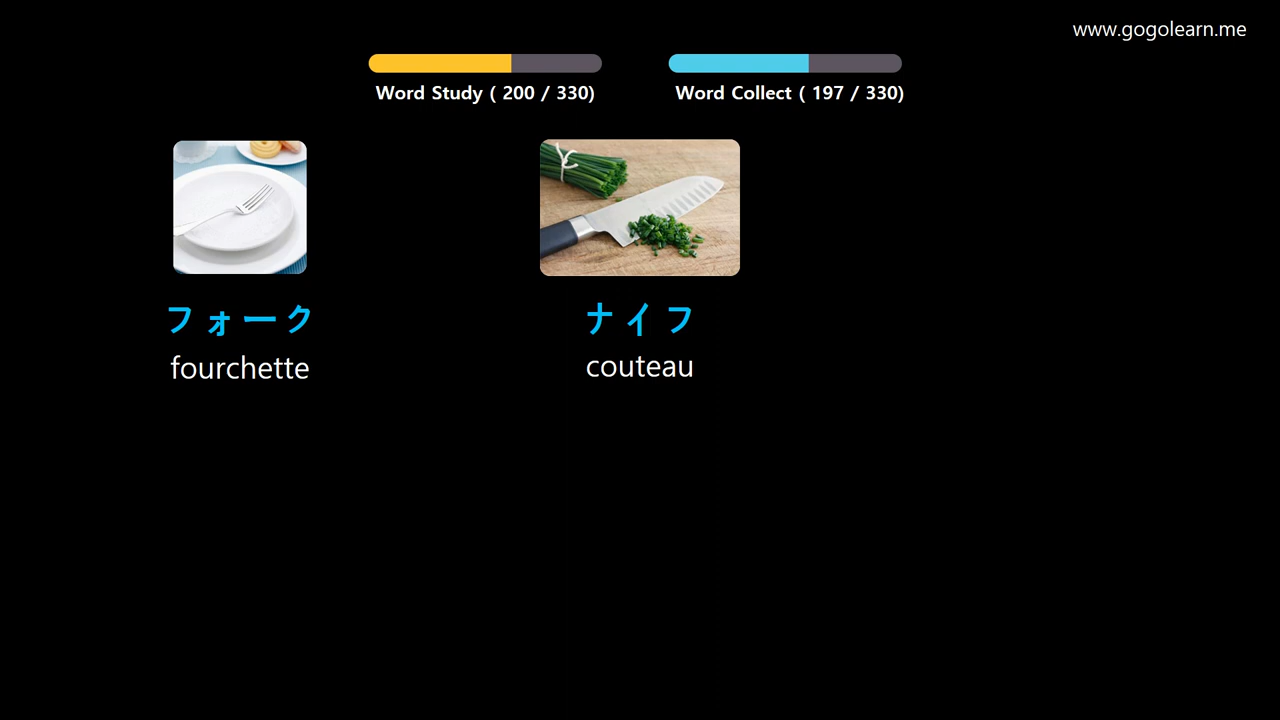 www.gogolearn.me
Word Study ( 200 / 330)
Word Collect ( 197 / 330)
フォーク
fourchette
ナイフ
couteau